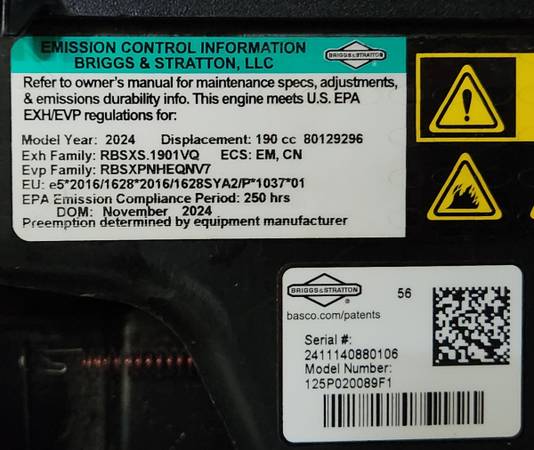 EMISSION CONTROL INFORMATION
BRIGGS & STRATTON, LLC
BRIGGS & STRATTON
Refer to owner's manual for maintenance specs, adjustments,
& emissions durability info. This engine meets U.S. EPA
EXH/EVP regulations for:
Model Year: 2024 Displacement: 190 cc 80129296
Exh Family: RBSXS.1901VQ ECS: EM, CN
Evp Family: RBSXPNHEQNV7
EU: e5*2016/1628*2016/1628SYA2/P*1037*01
EPA Emission Compliance Period: 250 hrs
DOM: November 2024
Preemption determined by equipment manufacturer
BRIGGS & STRATTON
®
56
basco.com/patents
Serial #:
2411140880106
Model Number:
125P020089F1